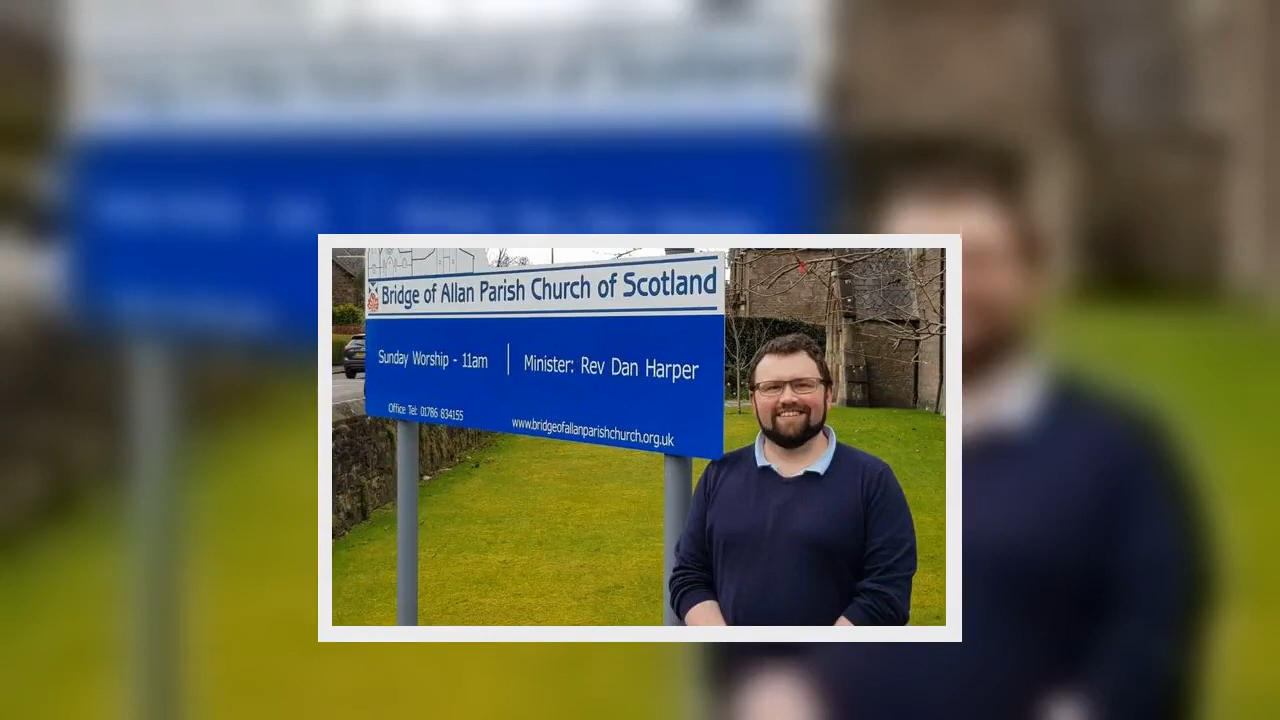 Bridge of Allan Parish Church of Scotland
Sunday Worship - 11am
Minister: Rev Dan Harper
Office Tel: 01786 834155
www.bridgeofallanparishchurch.org.uk